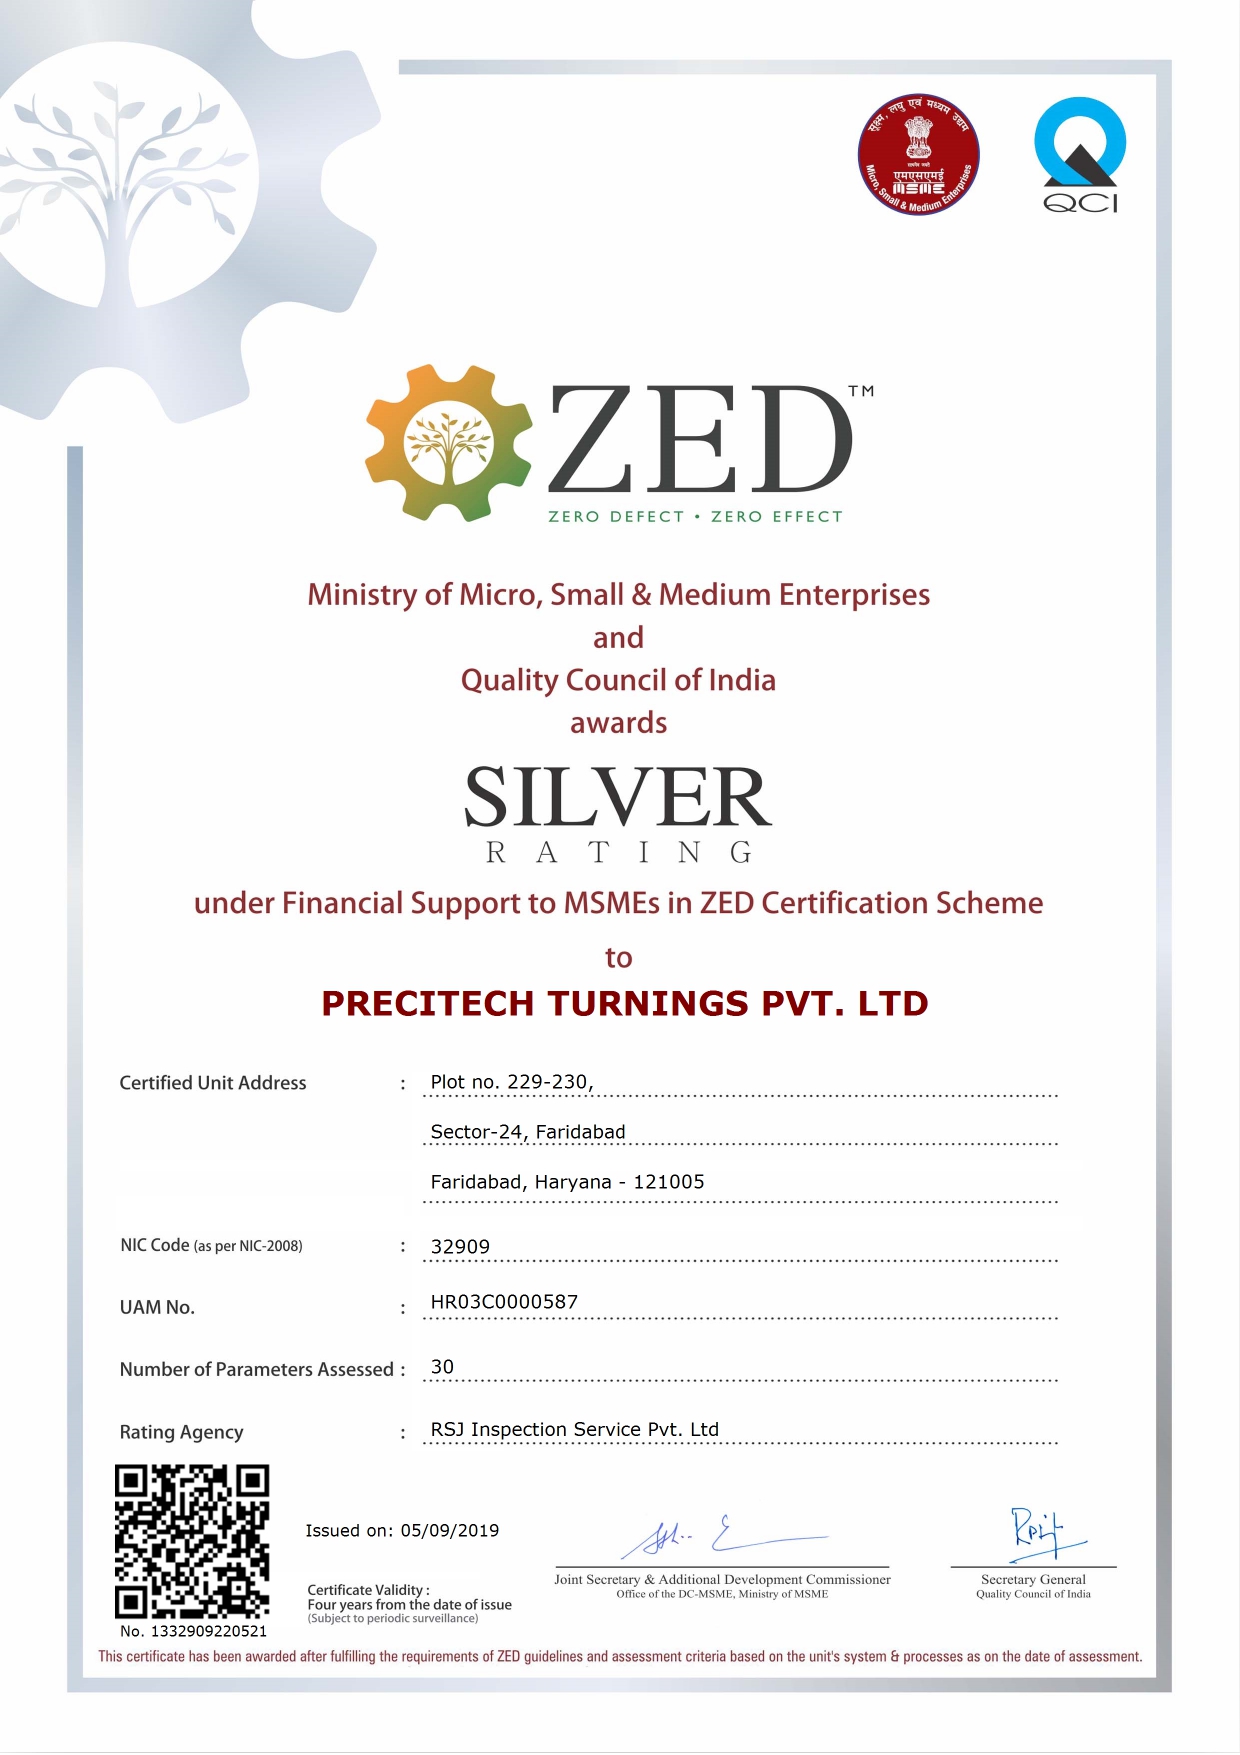 सूक्ष्म, लघु एवं मध्यम उद्यम
सत्यमेव जयते
एमएसएमई
MSME
Micro, Small & Medium Enterprises
QCI
ZED™
ZERO DEFECT • ZERO EFFECT
Ministry of Micro, Small & Medium Enterprises
and
Quality Council of India
awards
SILVER
RATING
under Financial Support to MSMEs in ZED Certification Scheme
to
PRECITECH TURNINGS PVT. LTD
Certified Unit Address : Plot no. 229-230,
Sector-24, Faridabad
Faridabad, Haryana - 121005
NIC Code (as per NIC-2008) : 32909
UAM No. : HR03C0000587
Number of Parameters Assessed : 30
Rating Agency : RSJ Inspection Service Pvt. Ltd
Issued on: 05/09/2019
Certificate Validity :
Four years from the date of issue
(Subject to periodic surveillance)
No. 1332909220521
Joint Secretary & Additional Development Commissioner
Office of the DC-MSME, Ministry of MSME
Secretary General
Quality Council of India
This certificate has been awarded after fulfilling the requirements of ZED guidelines and assessment criteria based on the unit's system & processes as on the date of assessment.